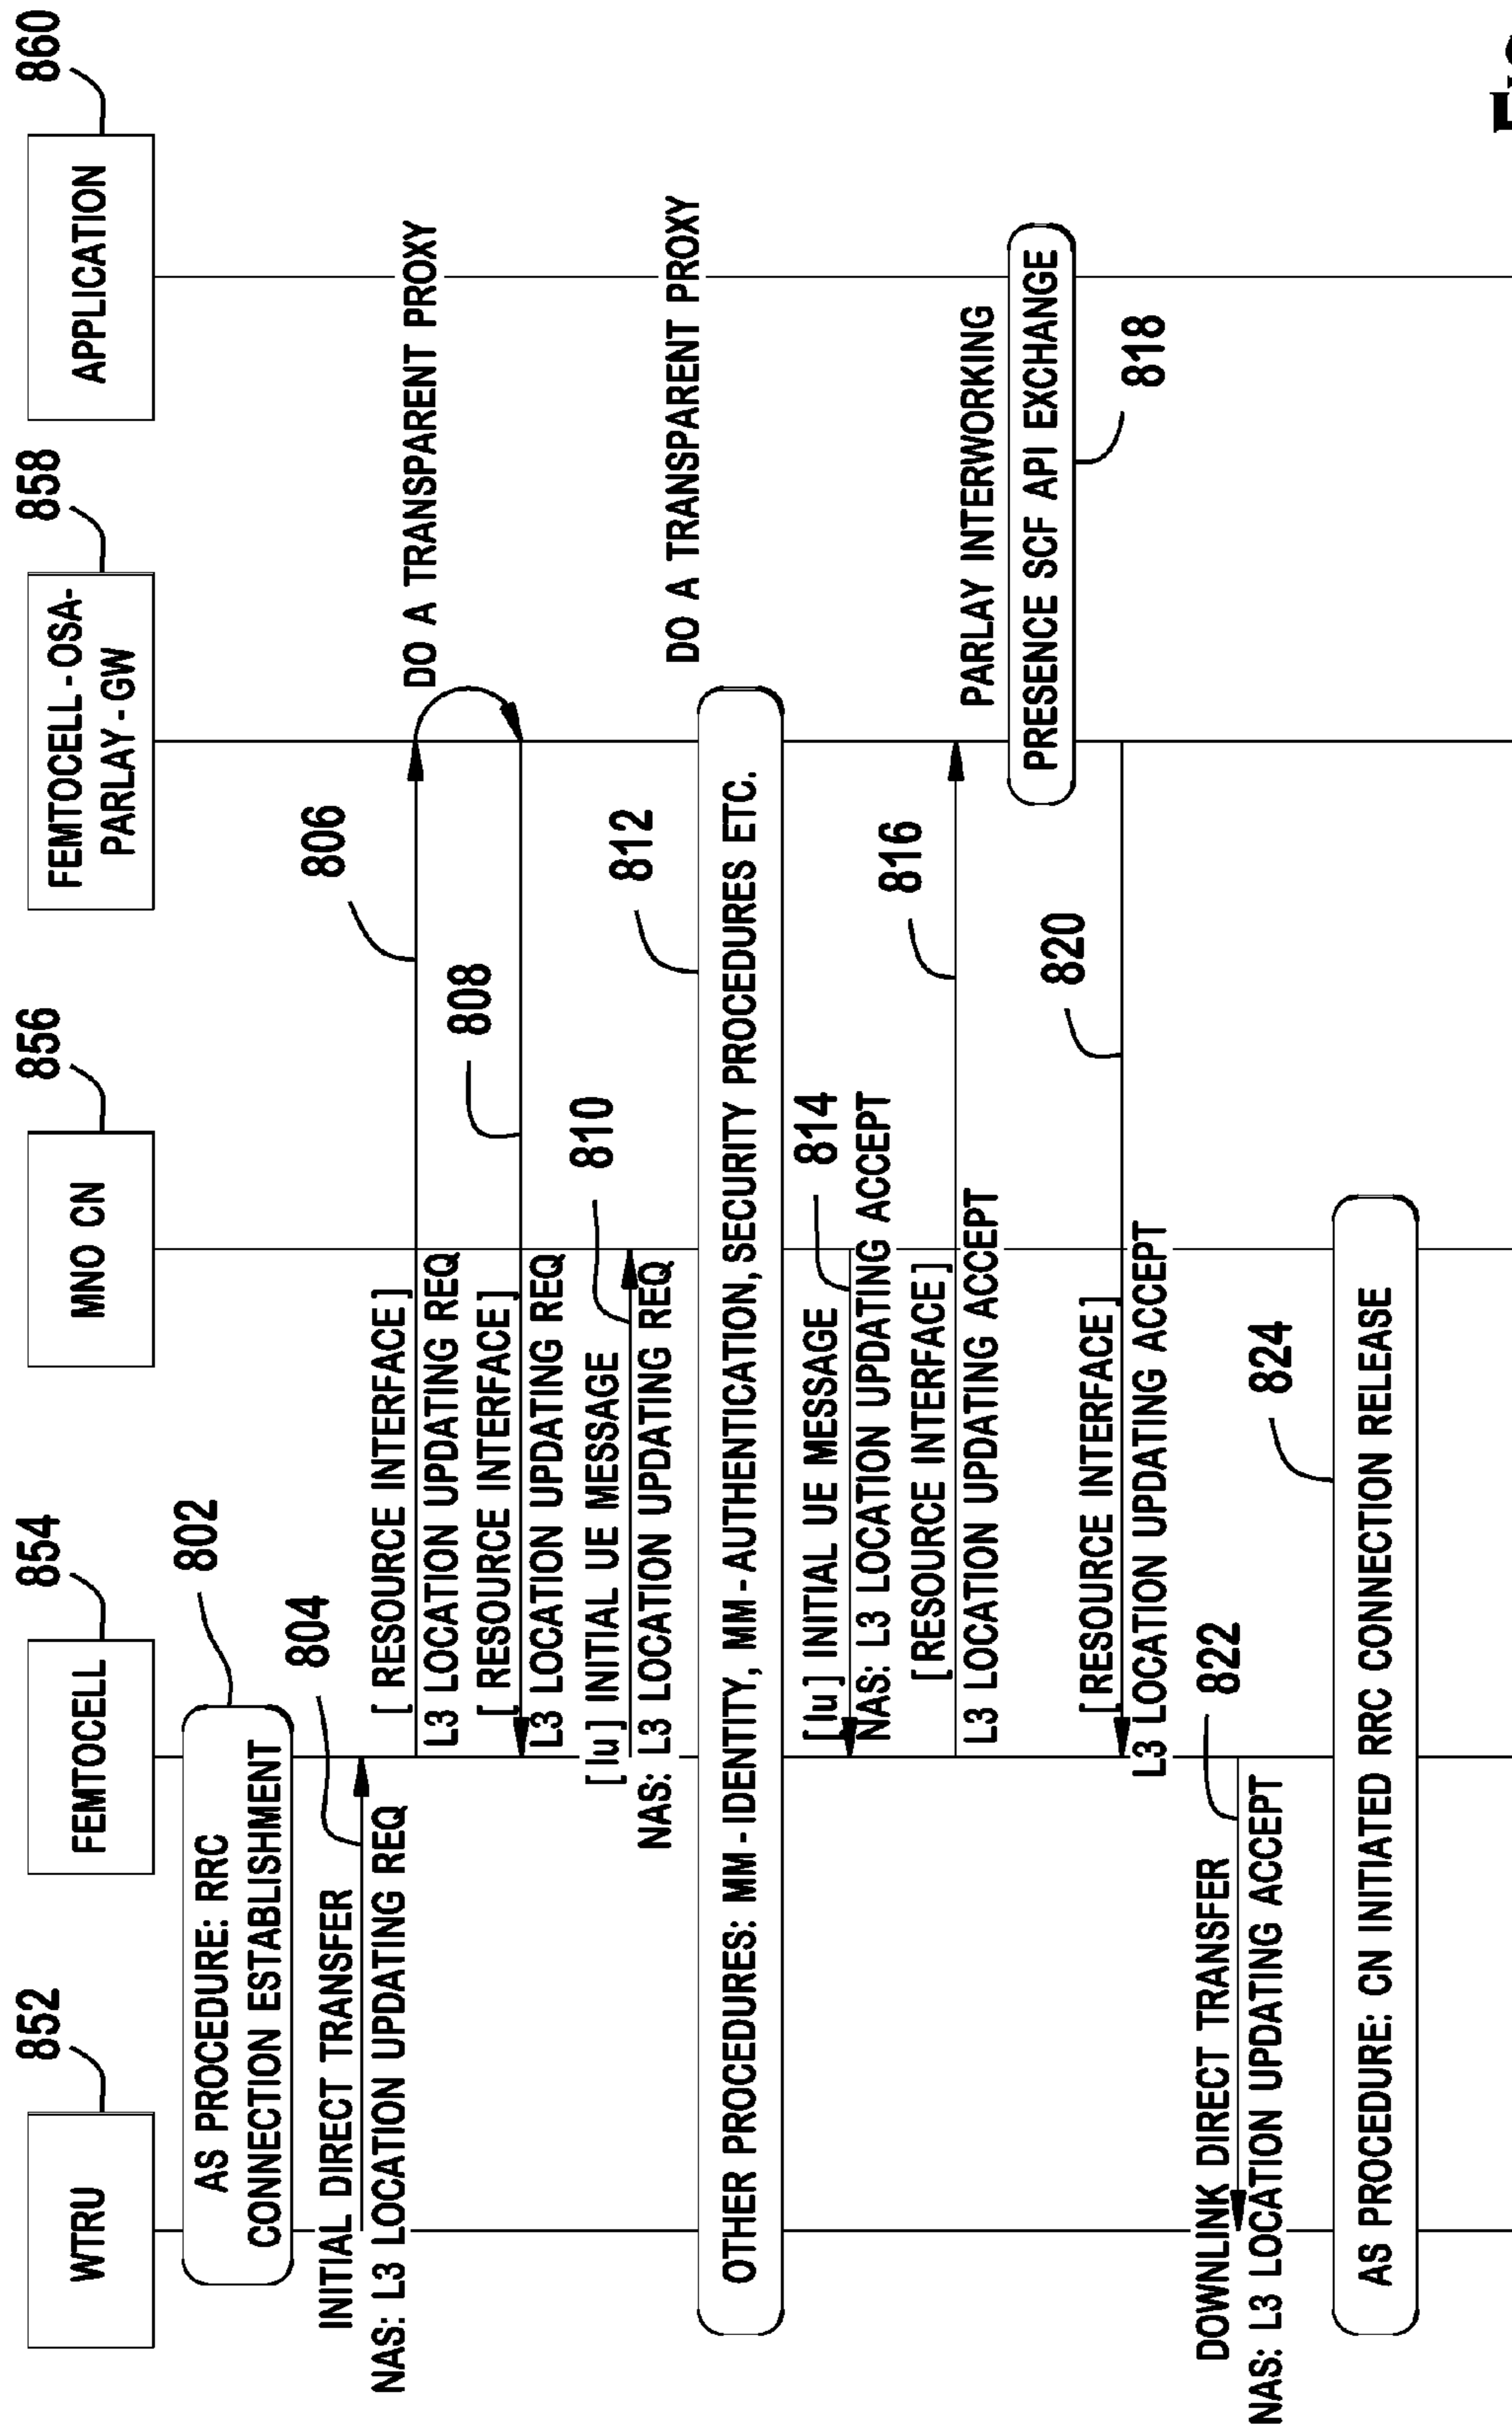 852
854
856
858
860
WTRU
FEMTOCELL
MNO CN
FEMTOCELL-OSA-
PARLAY-GW
APPLICATION
AS PROCEDURE: RRC
CONNECTION ESTABLISHMENT
802
INITIAL DIRECT TRANSFER
804
NAS: L3 LOCATION UPDATING REQ
[ RESOURCE INTERFACE]
806
DO A TRANSPARENT PROXY
L3 LOCATION UPDATING REQ
[ RESOURCE INTERFACE]
808
L3 LOCATION UPDATING REQ
[Iu] INITIAL UE MESSAGE
810
NAS: L3 LOCATION UPDATING REQ
812
DO A TRANSPARENT PROXY
OTHER PROCEDURES: MM-IDENTITY, MM-AUTHENTICATION, SECURITY PROCEDURES ETC.
[Iu] INITIAL UE MESSAGE
814
NAS: L3 LOCATION UPDATING ACCEPT
[RESOURCE INTERFACE]
816
L3 LOCATION UPDATING ACCEPT
PARLAY INTERWORKING
PRESENCE SCF API EXCHANGE
818
[RESOURCE INTERFACE]
820
L3 LOCATION UPDATING ACCEPT
DOWNLINK DIRECT TRANSFER
822
NAS: L3 LOCATION UPDATING ACCEPT
824
AS PROCEDURE: CN INITIATED RRC CONNECTION RELEASE